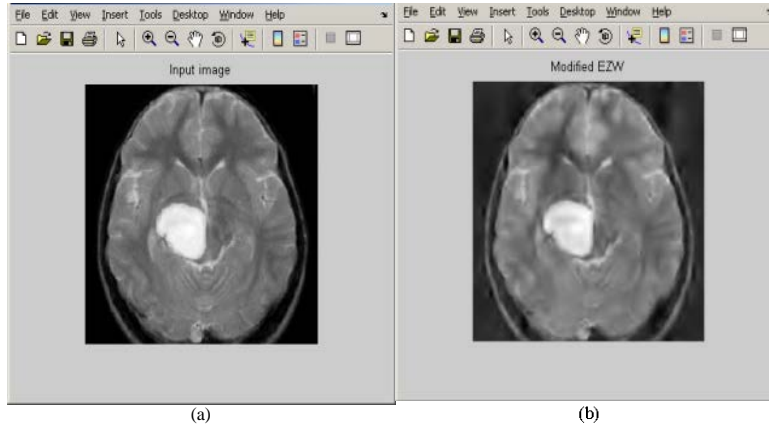 File Edit View Insert Tools Desktop Window Help
Input image
(a)
File Edit View Insert Tools Desktop Window Help
Modified EZW
(b)